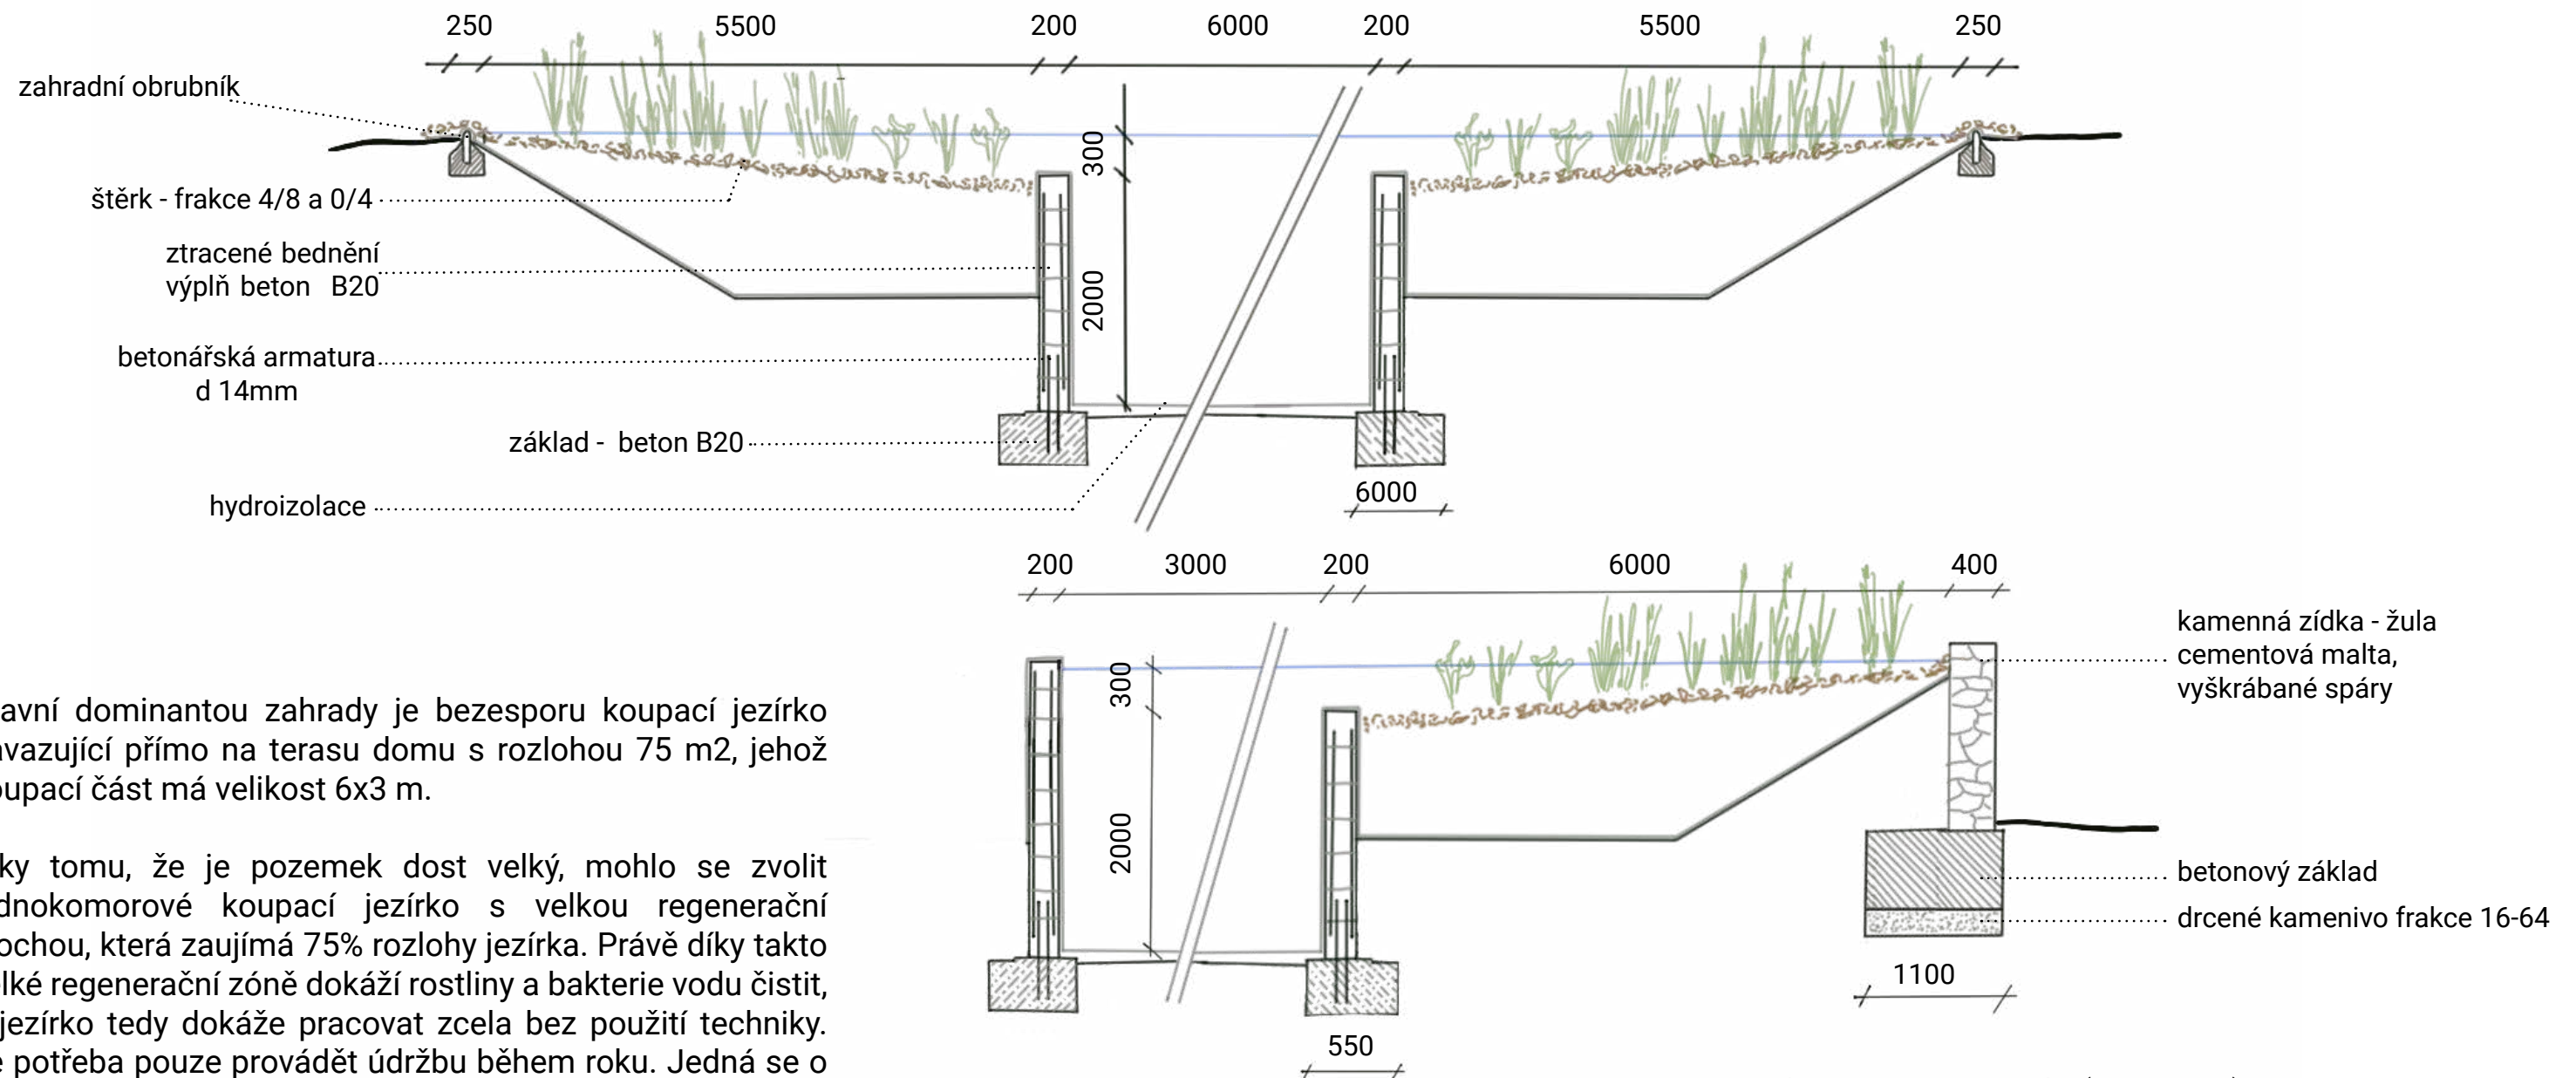 250 5500 200 6000 200 5500 250
zahradní obrubník
300
štěrk - frakce 4/8 a 0/4
ztracené bednění
výplň beton B20
2000
betonářská armatura
d 14mm
základ - beton B20
hydroizolace
6000
200 3000 200 6000 400
300
2000
kamenná zídka - žula
cementová malta,
vyškrábané spáry
betonový základ
drcené kamenivo frakce 16-64
1100
550
avní dominantou zahrady je bezesporu koupací jezírko
avazující přímo na terasu domu s rozlohou 75 m2, jehož
oupací část má velikost 6x3 m.
ky tomu, že je pozemek dost velký, mohlo se zvolit
dnokomorové koupací jezírko s velkou regenerační
ochou, která zaujímá 75% rozlohy jezírka. Právě díky takto
elké regenerační zóně dokáží rostliny a bakterie vodu čistit,
jezírko tedy dokáže pracovat zcela bez použití techniky.
e potřeba pouze provádět údržbu během roku. Jedná se o